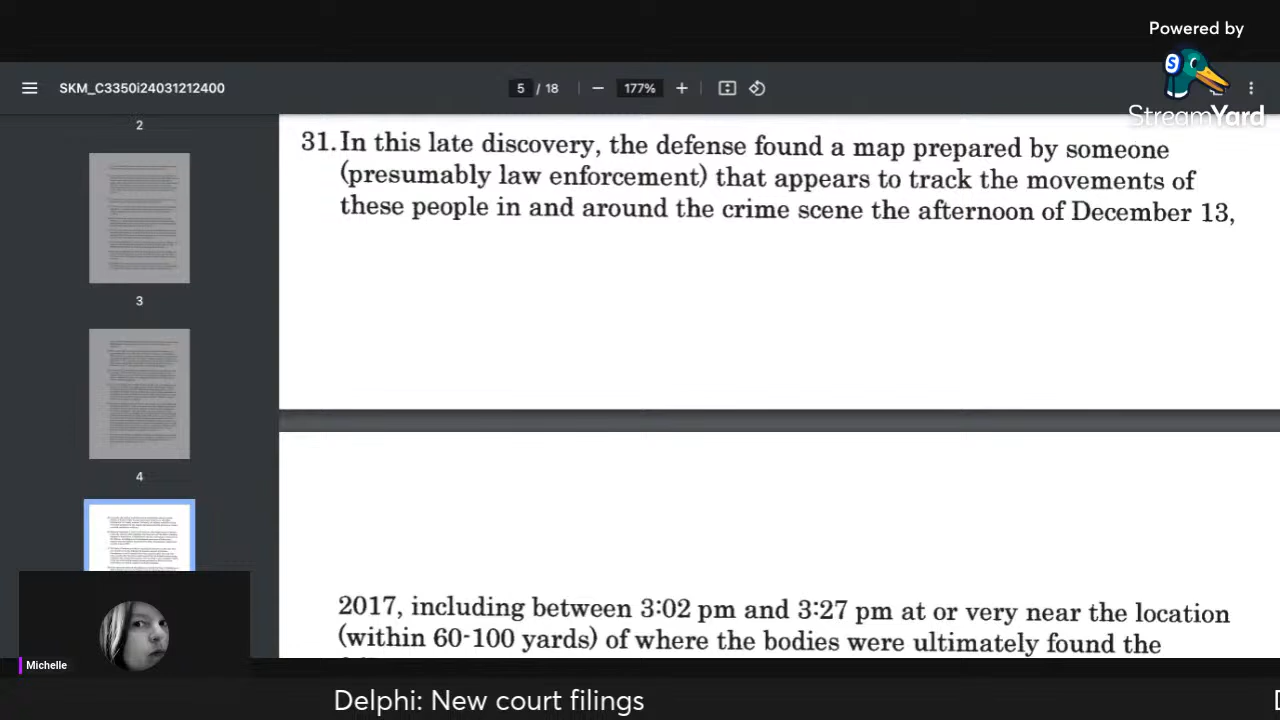 Powered by
StreamYard
SKM_C3350i24031212400
5 / 18
177%
2
3
4
31. In this late discovery, the defense found a map prepared by someone
(presumably law enforcement) that appears to track the movements of
these people in and around the crime scene the afternoon of December 13,
2017, including between 3:02 pm and 3:27 pm at or very near the location
(within 60-100 yards) of where the bodies were ultimately found the
Michelle
Delphi: New court filings